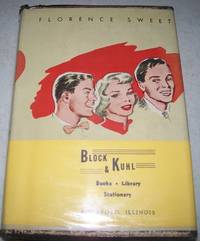 FLORENCE SWEET
BLOCK
& KUHL
Books • Library
Stationery
ILLINOIS